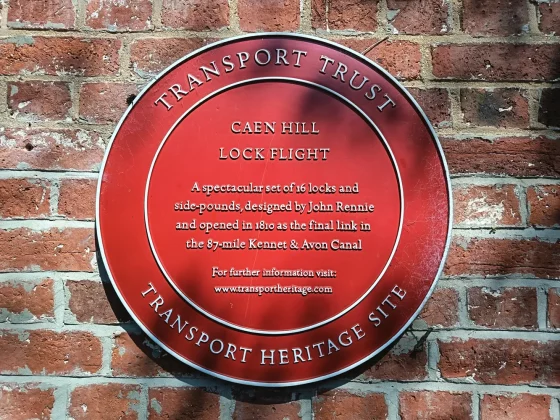 TRANSPORT TRUST
CAEN HILL
LOCK FLIGHT
A spectacular set of 16 locks and
side-pounds, designed by John Rennie
and opened in 1810 as the final link in
the 87-mile Kennet & Avon Canal
For further information visit:
www.transportheritage.com
TRANSPORT HERITAGE SITE